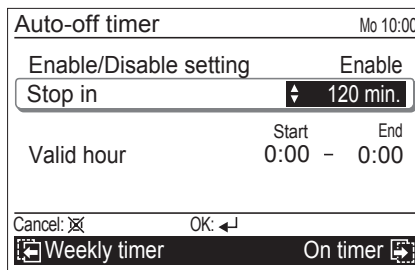 Auto-off timer Mo 10:00
Enable/Disable setting Enable
Stop in 120 min.
Start End
Valid hour 0:00 – 0:00
Cancel: OK:
Weekly timer On timer